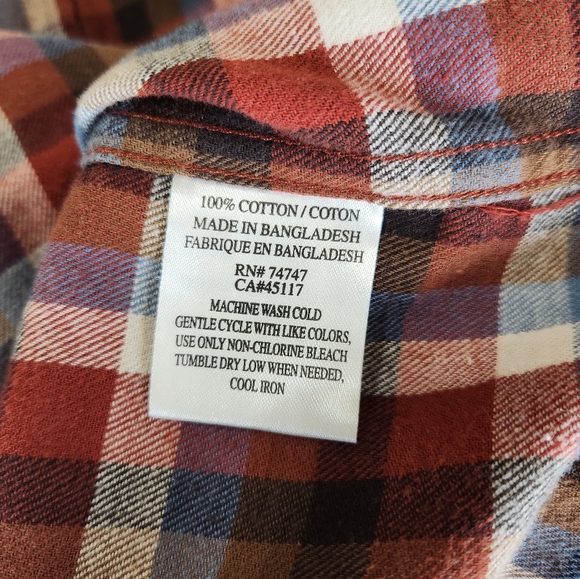 100% COTTON / COTON
MADE IN BANGLADESH
FABRIQUE EN BANGLADESH
RN# 74747
CA#45117
MACHINE WASH COLD
GENTLE CYCLE WITH LIKE COLORS,
USE ONLY NON-CHLORINE BLEACH
TUMBLE DRY LOW WHEN NEEDED,
COOL IRON